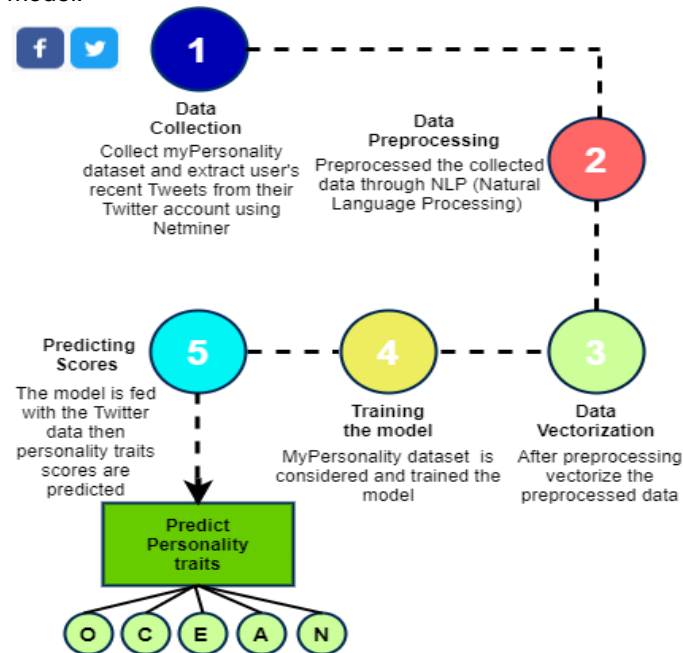 model.
f
1
Data
Collection
Collect myPersonality
dataset and extract user's
recent Tweets from their
Twitter account using
Netminer
Data
Preprocessing
Preprocessed the collected
data through NLP (Natural
Language Processing)
2
Predicting
Scores
The model is fed
with the Twitter
data then
personality traits
scores are
predicted
5
4
Training
the model
MyPersonality dataset is
considered and trained the
model
3
Data
Vectorization
After preprocessing
vectorize the
preprocessed data
Predict
Personality
traits
O C E A N